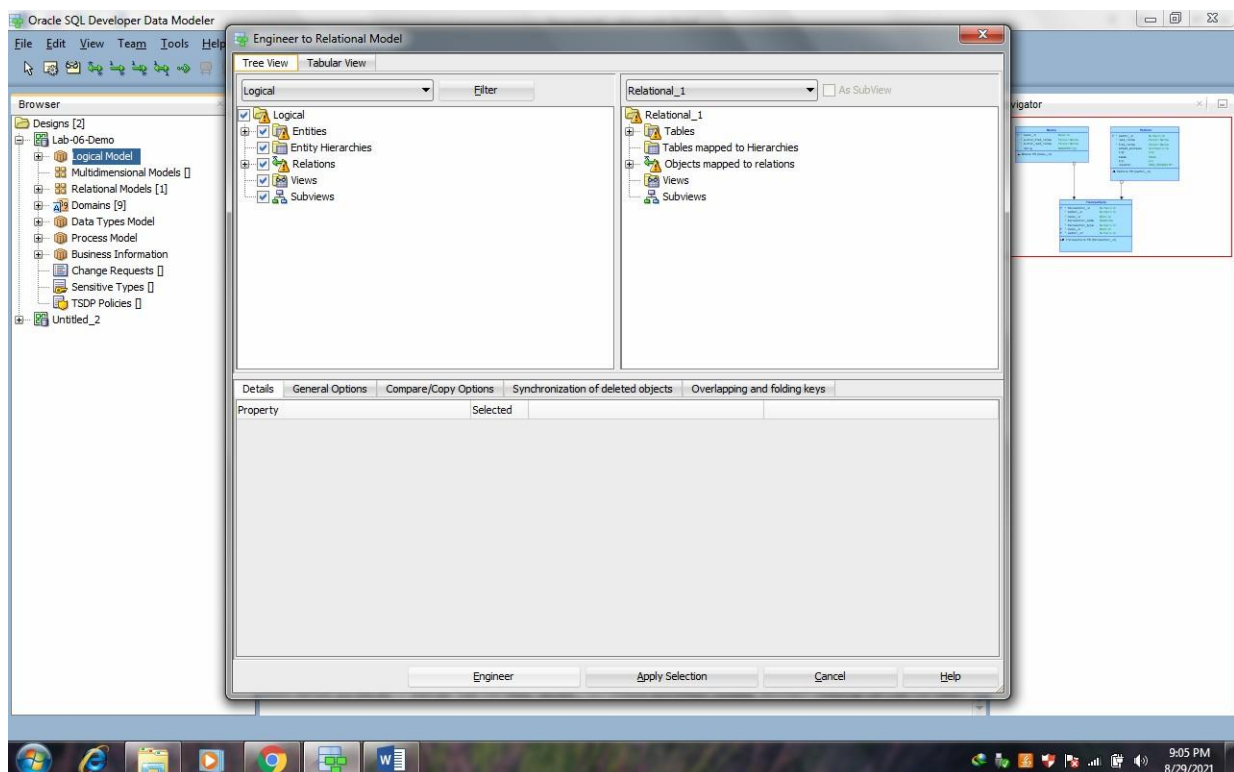 Oracle SQL Developer Data Modeler
File Edit View Team Tools Help
Browser
Designs [2]
Lab-06-Demo
Logical Model
Multidimensional Models []
Relational Models [1]
Domains [9]
Data Types Model
Process Model
Business Information
Change Requests []
Sensitive Types []
TSDP Policies []
Untitled_2
Engineer to Relational Model
Tree View Tabular View
Logical Filter
Logical
Entities
Entity Hierarchies
Relations
Views
Subviews
Relational_1 As SubView
Relational_1
Tables
Tables mapped to Hierarchies
Objects mapped to relations
Views
Subviews
Details General Options Compare/Copy Options Synchronization of deleted objects Overlapping and folding keys
Property Selected
Engineer Apply Selection Cancel Help
vigator
9:05 PM
8/29/2021